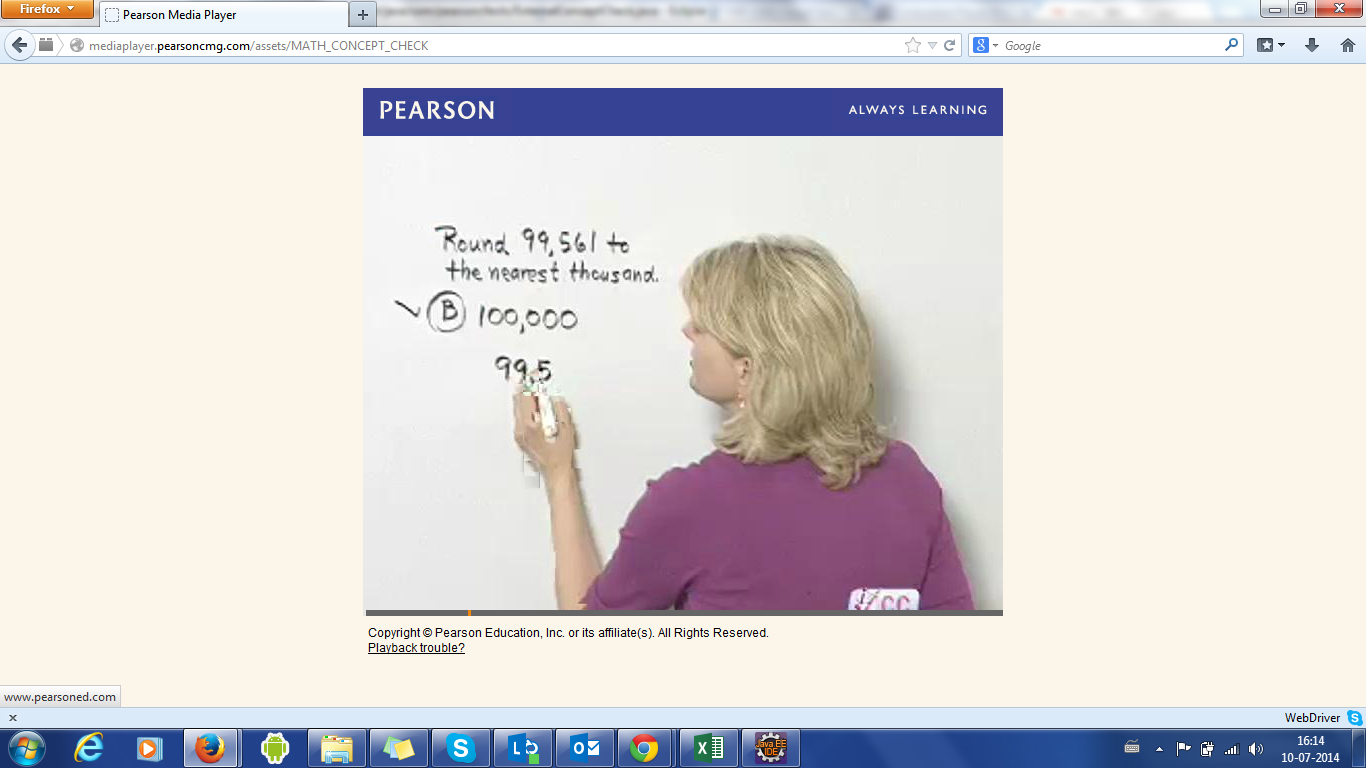 Firefox
Pearson Media Player
mediaplayer.pearsoncmg.com/assets/MATH_CONCEPT_CHECK
Google
PEARSON
ALWAYS LEARNING
Round 99,561 to
the nearest thousand.
B 100,000
99,5
CC
Copyright © Pearson Education, Inc. or its affiliate(s). All Rights Reserved.
Playback trouble?
www.pearsoned.com
WebDriver
Java EE
IDE
16:14
10-07-2014